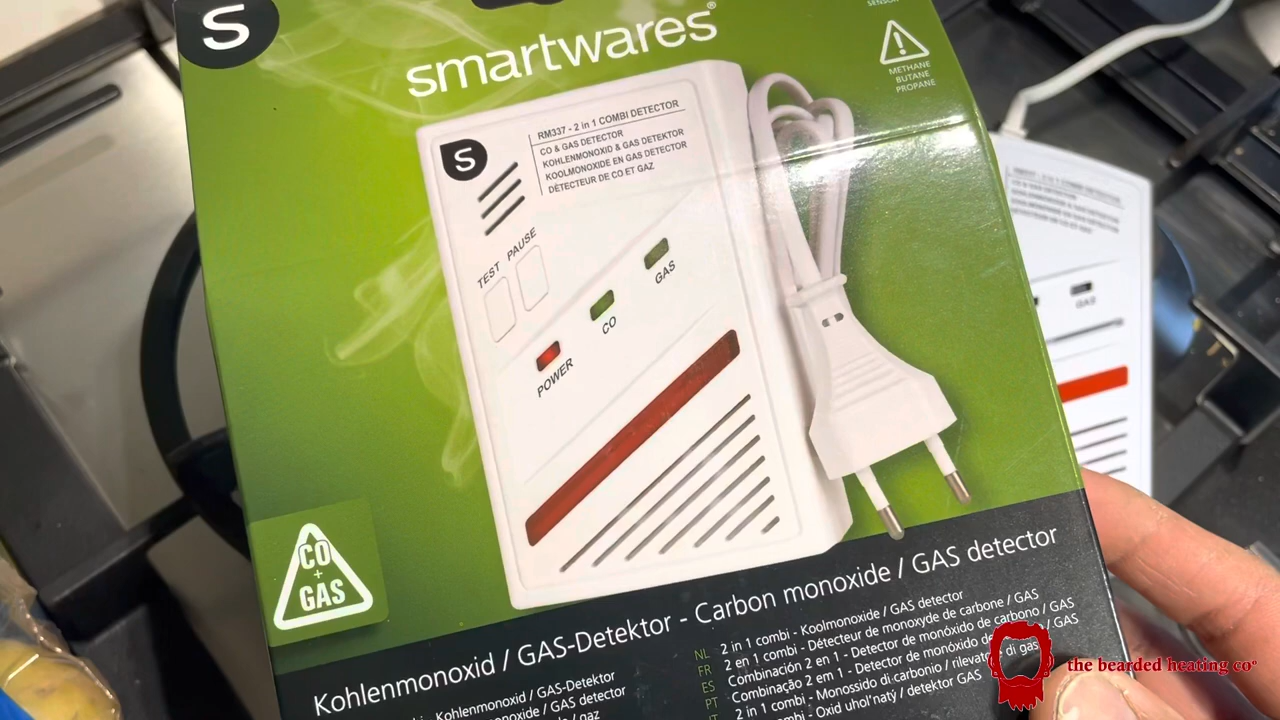 S
smartwares®
SENSOR
METHANE
BUTANE
PROPANE
S
RM337 - 2 in 1 COMBI DETECTOR
CO & GAS DETECTOR
KOHLENMONOXID & GAS DETEKTOR
KOOLMONOXIDE EN GAS DETECTOR
DÉTECTEUR DE CO ET GAZ
TEST PAUSE
GAS
CO
POWER
GAS
CO
+
GAS
Kohlenmonoxid / GAS-Detektor - Carbon monoxide / GAS detector
Kohlenmonoxid / GAS-Detektor
NL 2 in 1 combi - Koolmonoxide / GAS detector
FR 2 en 1 combi - Détecteur de monoxyde de carbone / GAS
ES Combinación 2 en 1 - Detector de monóxido de carbono / GAS
PT Combinação 2 em 1 - Detector de monóxido de GAS
2 in 1 combi - Monossido di carbonio / rilevatore di gas
combi - Oxid uhoľnatý / detektor GAS
the bearded heating co